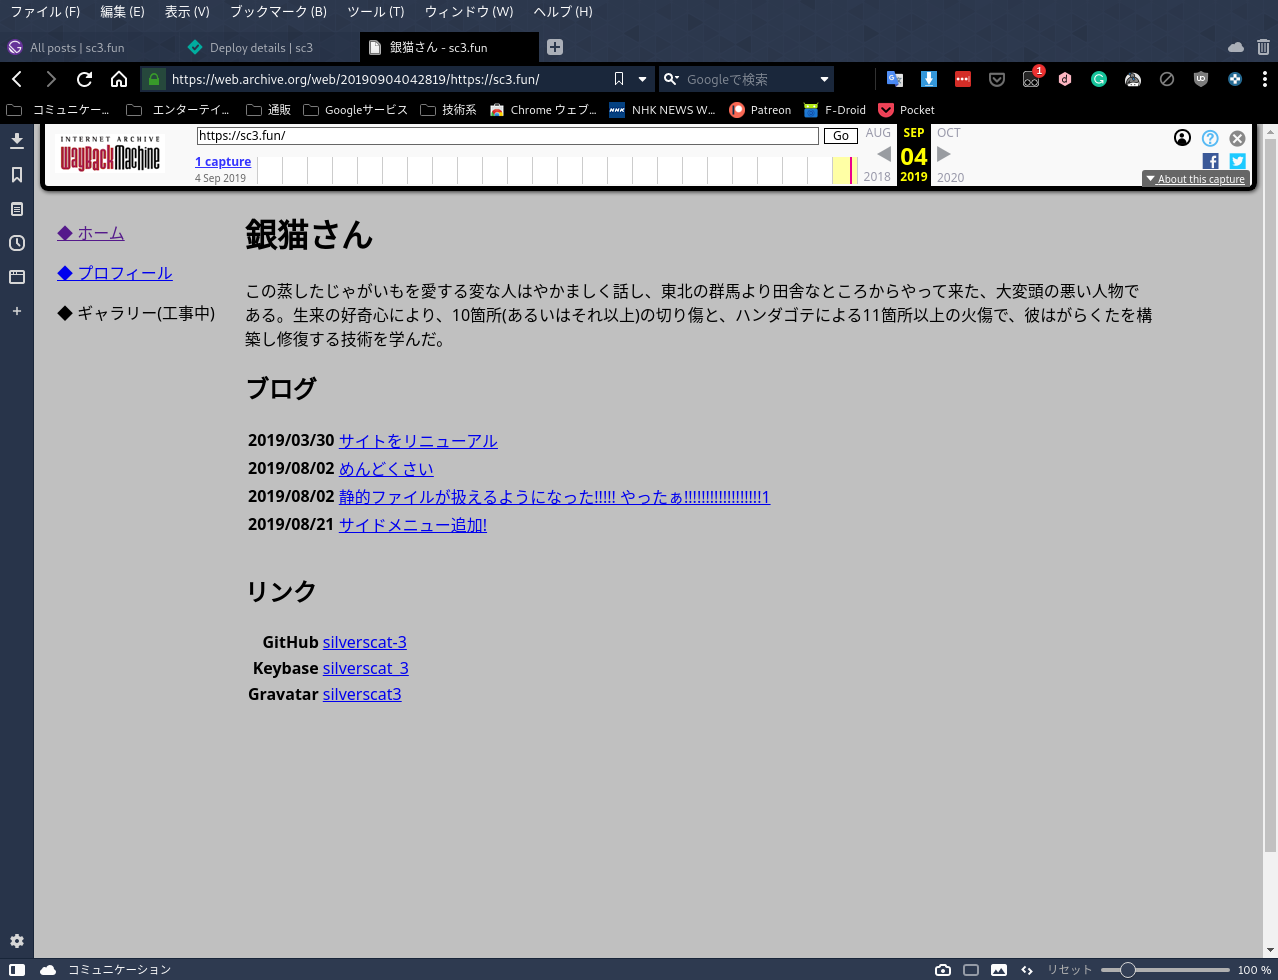 ファイル (F) 編集 (E) 表示 (V) ブックマーク (B) ツール (T) ウィンドウ (W) ヘルプ (H)
All posts | sc3.fun Deploy details | sc3 銀猫さん - sc3.fun
https://web.archive.org/web/20190904042819/https://sc3.fun/ Googleで検索 1
コミュニケー... エンターテイ... 通販 Googleサービス 技術系 Chrome ウェブ... NHK NEWS W... Patreon F-Droid Pocket
INTERNET ARCHIVE
WayBackMachine
https://sc3.fun/ Go
1 capture
4 Sep 2019
AUG SEP OCT
04
2018 2019 2020
About this capture
◆ ホーム
◆ プロフィール
◆ ギャラリー(工事中)
銀猫さん
この蒸したじゃがいもを愛する変な人はやかましく話し、東北の群馬より田舎なところからやって来た、大変頭の悪い人物で
ある。生来の好奇心により、10箇所(あるいはそれ以上)の切り傷と、ハンダゴテによる11箇所以上の火傷で、彼はがらくたを構
築し修復する技術を学んだ。
ブログ
2019/03/30 サイトをリニューアル
2019/08/02 めんどくさい
2019/08/02 静的ファイルが扱えるようになった!!!!! やったぁ!!!!!!!!!!!!!!!!!!1
2019/08/21 サイドメニュー追加!
リンク
GitHub silverscat-3
Keybase silverscat_3
Gravatar silverscat3
コミュニケーション リセット 100 %